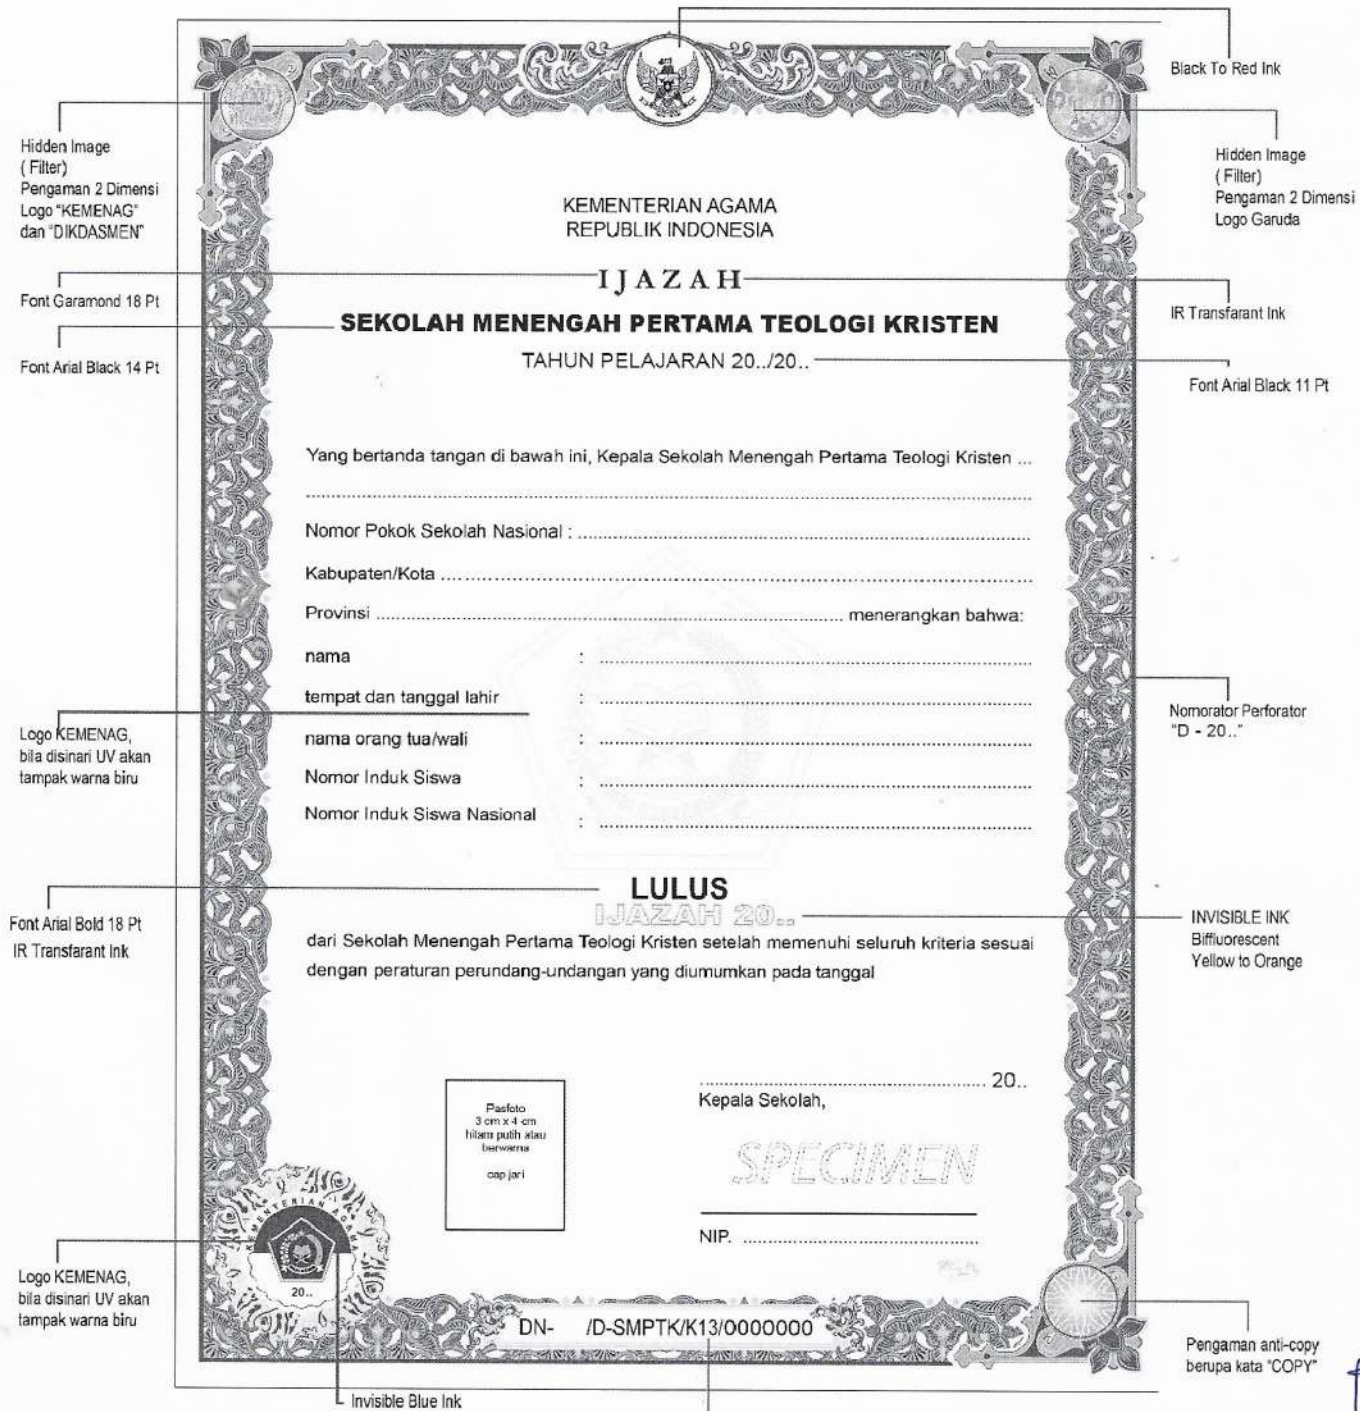 Black To Red Ink
Hidden Image
( Filter)
Pengaman 2 Dimensi
Logo "KEMENAG"
dan "DIKDASMEN"
Hidden Image
( Filter)
Pengaman 2 Dimensi
Logo Garuda
KEMENTERIAN AGAMA
REPUBLIK INDONESIA
IJAZAH
Font Garamond 18 Pt
IR Transfarant Ink
SEKOLAH MENENGAH PERTAMA TEOLOGI KRISTEN
Font Arial Black 14 Pt
TAHUN PELAJARAN 20../20..
Font Arial Black 11 Pt
Yang bertanda tangan di bawah ini, Kepala Sekolah Menengah Pertama Teologi Kristen ...
Nomor Pokok Sekolah Nasional : ...
Kabupaten/Kota ...
Provinsi ... menerangkan bahwa:
nama : ...
tempat dan tanggal lahir : ...
nama orang tua/wali : ...
Nomor Induk Siswa : ...
Nomor Induk Siswa Nasional : ...
Logo KEMENAG,
bila disinari UV akan
tampak warna biru
Nomorator Perforator
"D - 20.."
LULUS
IJAZAH 20..
Font Arial Bold 18 Pt
IR Transfarant Ink
INVISIBLE INK
Biffluorescent
Yellow to Orange
dari Sekolah Menengah Pertama Teologi Kristen setelah memenuhi seluruh kriteria sesuai
dengan peraturan perundang-undangan yang diumumkan pada tanggal
... 20..
Kepala Sekolah,
Pasfoto
3 cm x 4 cm
hitam putih atau
berwarna
cap jari
SPECIMEN
NIP. ...
KEMENTERIAN AGAMA
20..
Logo KEMENAG,
bila disinari UV akan
tampak warna biru
DN- /D-SMPTK/K13/0000000
Pengaman anti-copy
berupa kata "COPY"
Invisible Blue Ink